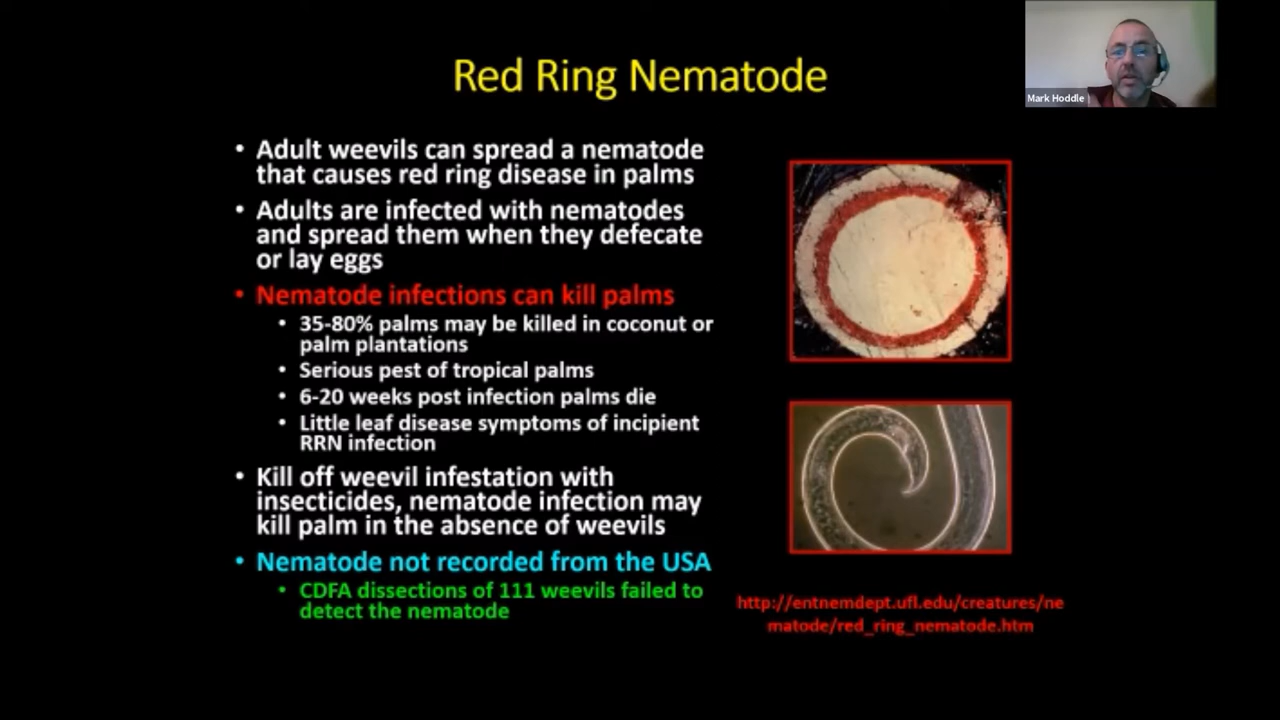 Red Ring Nematode
Mark Hoddle
• Adult weevils can spread a nematode
that causes red ring disease in palms
• Adults are infected with nematodes
and spread them when they defecate
or lay eggs
• Nematode infections can kill palms
• 35-80% palms may be killed in coconut or
palm plantations
• Serious pest of tropical palms
• 6-20 weeks post infection palms die
• Little leaf disease symptoms of incipient
RRN infection
• Kill off weevil infestation with
insecticides, nematode infection may
kill palm in the absence of weevils
• Nematode not recorded from the USA
• CDFA dissections of 111 weevils failed to
detect the nematode
http://entnemdept.ufl.edu/creatures/ne
matode/red_ring_nematode.htm